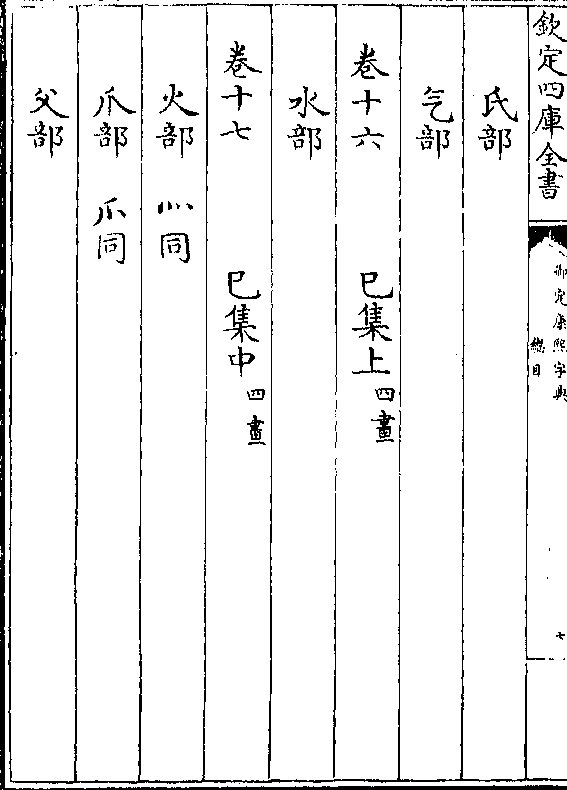 欽定四庫全書
御定康熙字典
總目
七
氏部
气部
卷十六 巳集上四畫
水部
卷十七 巳集中四畫
火部 灬同
爪部 爫同
父部